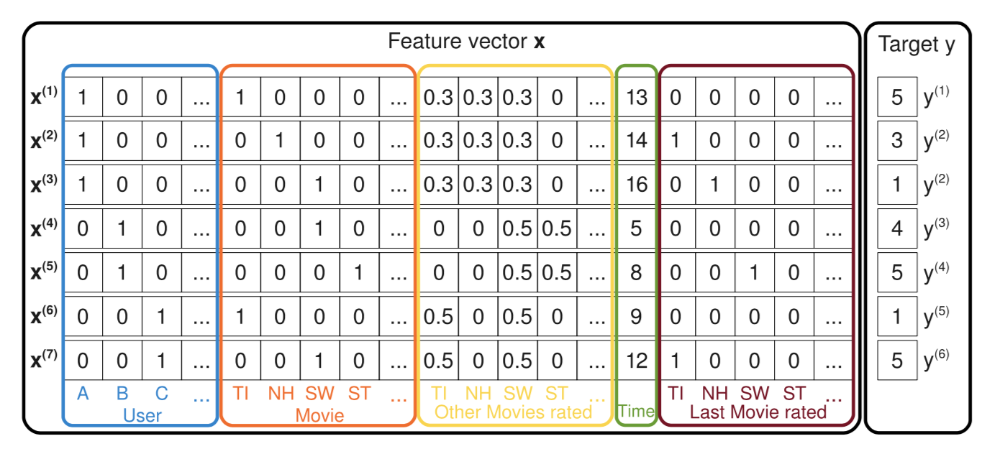 Feature vector x Target y
x(1) 1 0 0 ... 1 0 0 0 ... 0.3 0.3 0.3 0 ... 13 0 0 0 0 ... 5 y(1)
x(2) 1 0 0 ... 0 1 0 0 ... 0.3 0.3 0.3 0 ... 14 1 0 0 0 ... 3 y(2)
x(3) 1 0 0 ... 0 0 1 0 ... 0.3 0.3 0.3 0 ... 16 0 1 0 0 ... 1 y(2)
x(4) 0 1 0 ... 0 0 1 0 ... 0 0 0.5 0.5 ... 5 0 0 0 0 ... 4 y(3)
x(5) 0 1 0 ... 0 0 0 1 ... 0 0 0.5 0.5 ... 8 0 0 1 0 ... 5 y(4)
x(6) 0 0 1 ... 1 0 0 0 ... 0.5 0 0.5 0 ... 9 0 0 0 0 ... 1 y(5)
x(7) 0 0 1 ... 0 0 1 0 ... 0.5 0 0.5 0 ... 12 1 0 0 0 ... 5 y(6)
A B C ... TI NH SW ST ... TI NH SW ST ... TI NH SW ST ...
User Movie Other Movies rated Time Last Movie rated